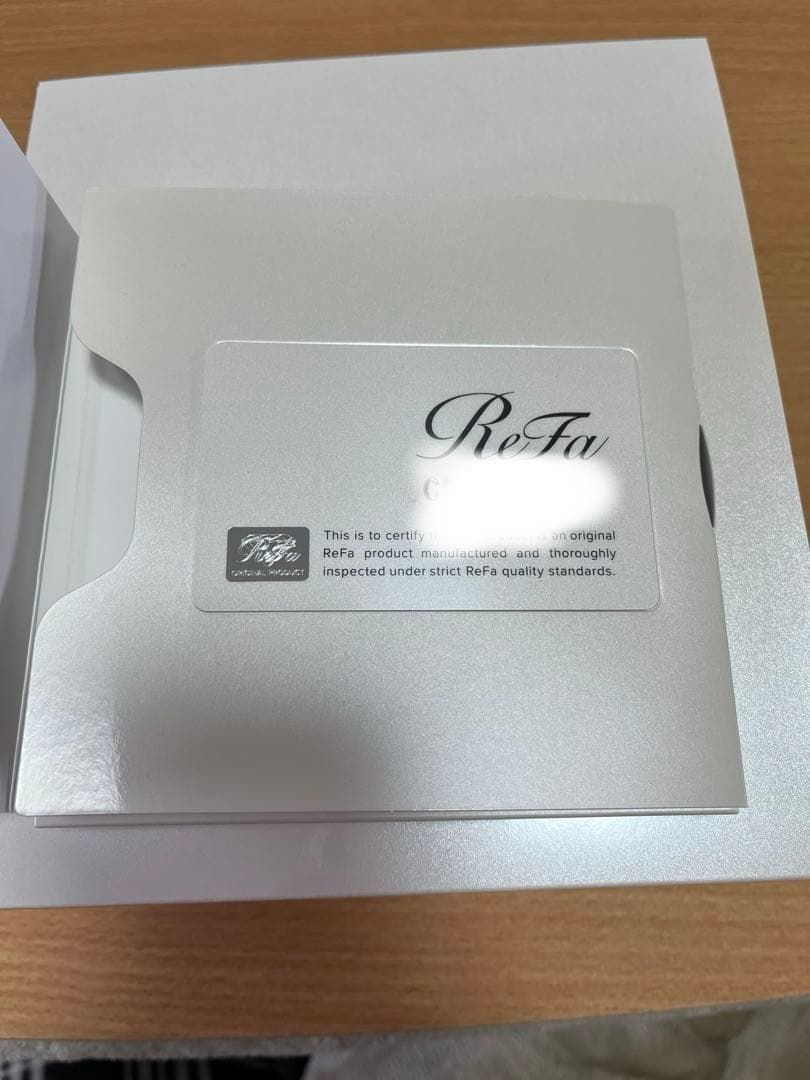 ReFa
ReFa
ORIGINAL PRODUCT
This is to certify an original
ReFa product manufactured and thoroughly
inspected under strict ReFa quality standards.